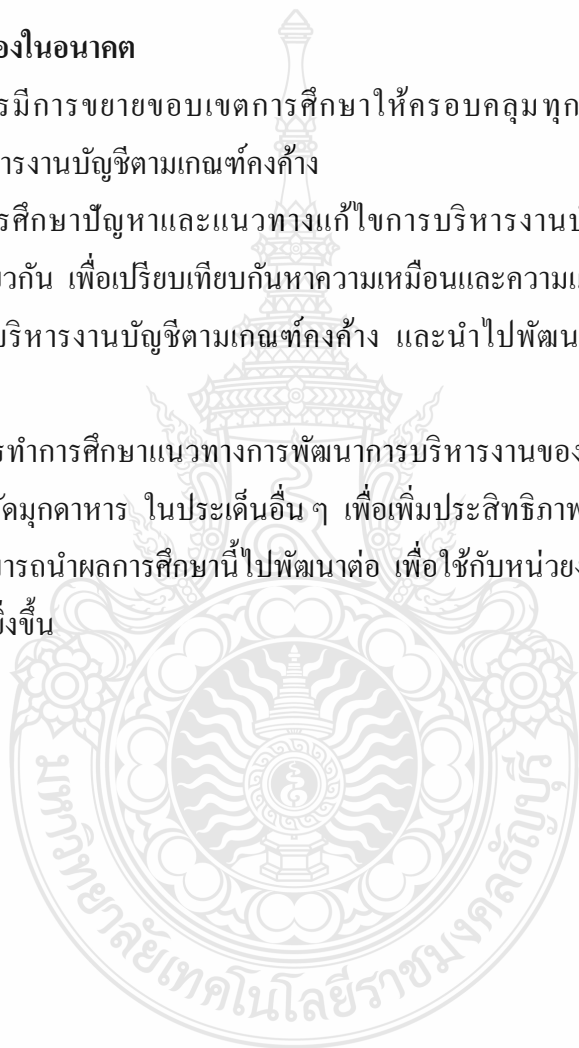 องในอนาคต
รมีการขยายขอบเขตการศึกษาให้ครอบคลุมทุก
ารงานบัญชีตามเกณฑ์คงค้าง
รศึกษาปัญหาและแนวทางแก้ไขการบริหารงานบ
ยวกัน เพื่อเปรียบเทียบกันหาความเหมือนและความแ
บริหารงานบัญชีตามเกณฑ์คงค้าง และนำไปพัฒน
รทำการศึกษาแนวทางการพัฒนาการบริหารงานของ
ัดมุกดาหาร ในประเด็นอื่น ๆ เพื่อเพิ่มประสิทธิภาพ
มารถนำผลการศึกษานี้ไปพัฒนาต่อ เพื่อใช้กับหน่วยง
ยิ่งขึ้น
มหาวิทยาลัยเทคโนโลยีราชมงคลธัญบุรี